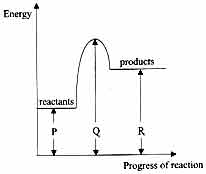 Energy
products
reactants
P
Q
R
Progress of reaction